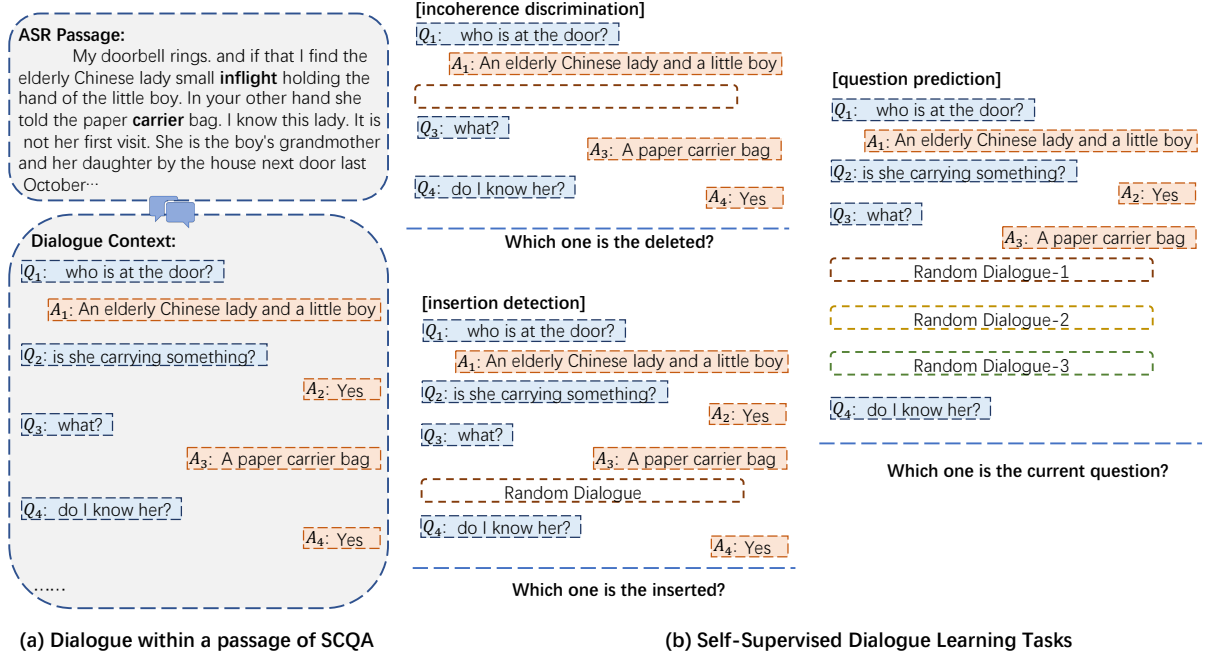 ASR Passage:
My doorbell rings. and if that I find the
elderly Chinese lady small inflight holding the
hand of the little boy. In your other hand she
told the paper carrier bag. I know this lady. It is
not her first visit. She is the boy's grandmother
and her daughter by the house next door last
October···
Dialogue Context:
Q1: who is at the door?
A1: An elderly Chinese lady and a little boy
Q2: is she carrying something?
A2: Yes
Q3: what?
A3: A paper carrier bag
Q4: do I know her?
A4: Yes
······
(a) Dialogue within a passage of SCQA
[incoherence discrimination]
Q1: who is at the door?
A1: An elderly Chinese lady and a little boy
Q3: what?
A3: A paper carrier bag
Q4: do I know her?
A4: Yes
Which one is the deleted?
[insertion detection]
Q1: who is at the door?
A1: An elderly Chinese lady and a little boy
Q2: is she carrying something?
A2: Yes
Q3: what?
A3: A paper carrier bag
Random Dialogue
Q4: do I know her?
A4: Yes
Which one is the inserted?
[question prediction]
Q1: who is at the door?
A1: An elderly Chinese lady and a little boy
Q2: is she carrying something?
A2: Yes
Q3: what?
A3: A paper carrier bag
Random Dialogue-1
Random Dialogue-2
Random Dialogue-3
Q4: do I know her?
Which one is the current question?
(b) Self-Supervised Dialogue Learning Tasks